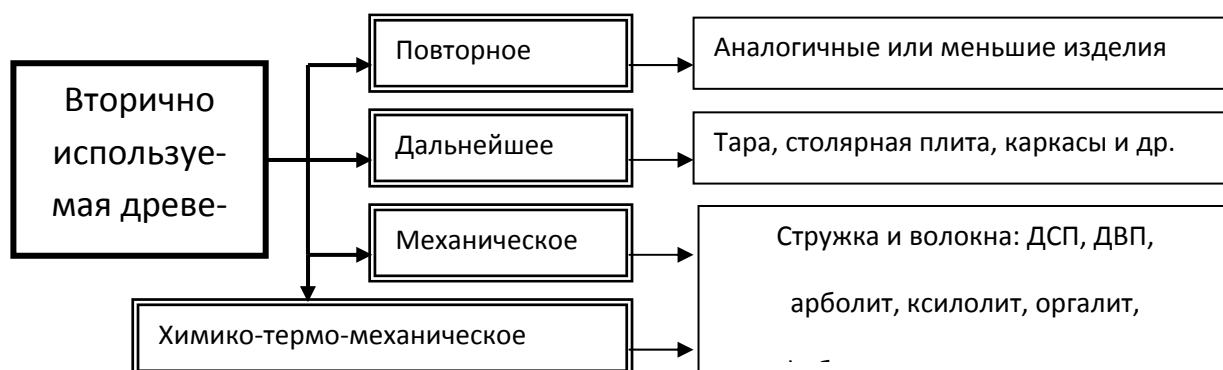 Вторично
используе-
мая древе-
Повторное
Аналогичные или меньшие изделия
Дальнейшее
Тара, столярная плита, каркасы и др.
Механическое
Химико-термо-механическое
Стружка и волокна: ДСП, ДВП,
арболит, ксилолит, оргалит,